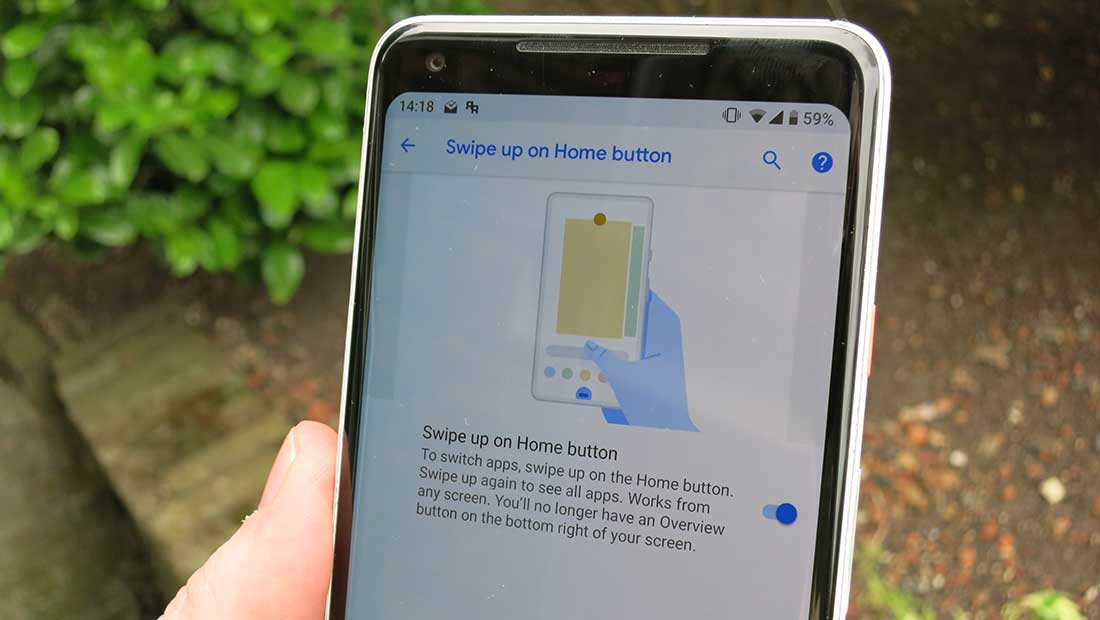 14:18 59%
Swipe up on Home button
Swipe up on Home button
To switch apps, swipe up on the Home button.
Swipe up again to see all apps. Works from
any screen. You'll no longer have an Overview
button on the bottom right of your screen.